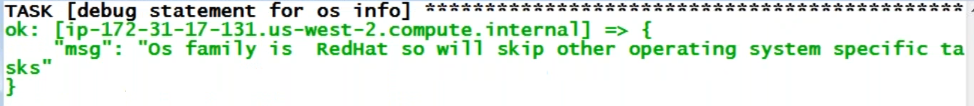 TASK [debug statement for os info] *******************************************
ok: [ip-172-31-17-131.us-west-2.compute.internal] => {
    "msg": "Os family is  RedHat so will skip other operating system specific ta
sks"
}